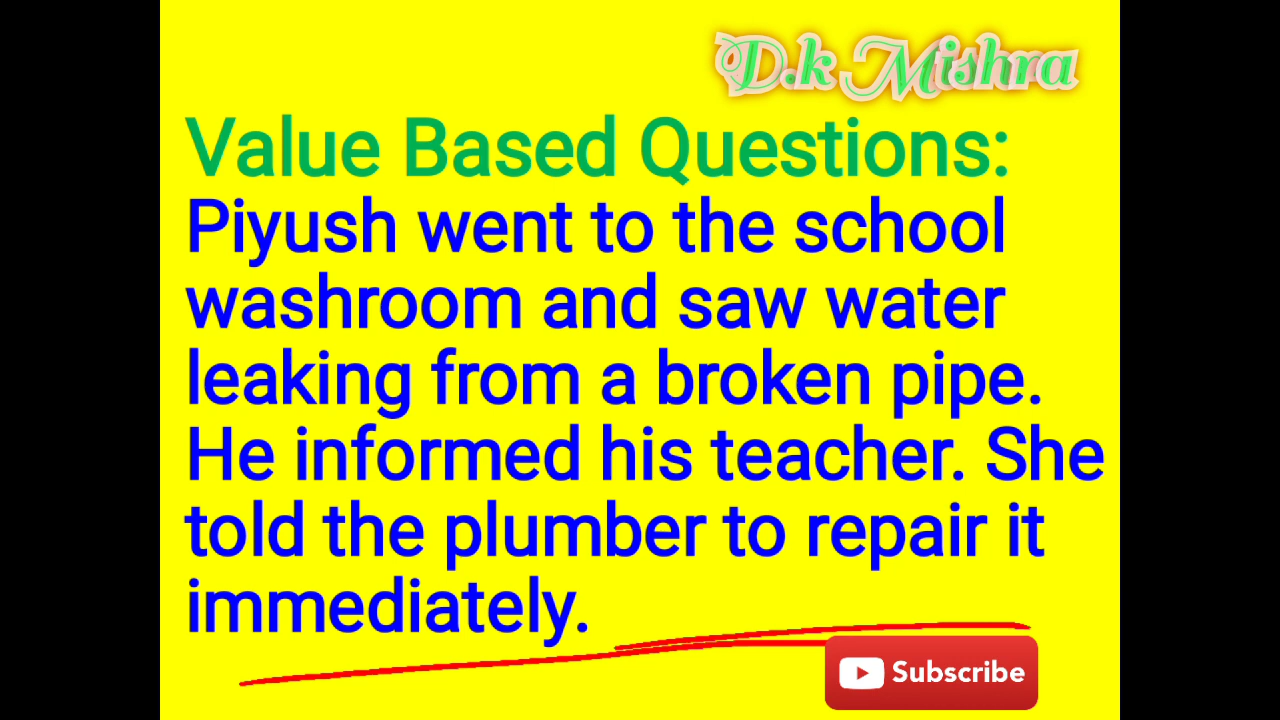 D.k Mishra
Value Based Questions:
Piyush went to the school
washroom and saw water
leaking from a broken pipe.
He informed his teacher. She
told the plumber to repair it
immediately.
Subscribe